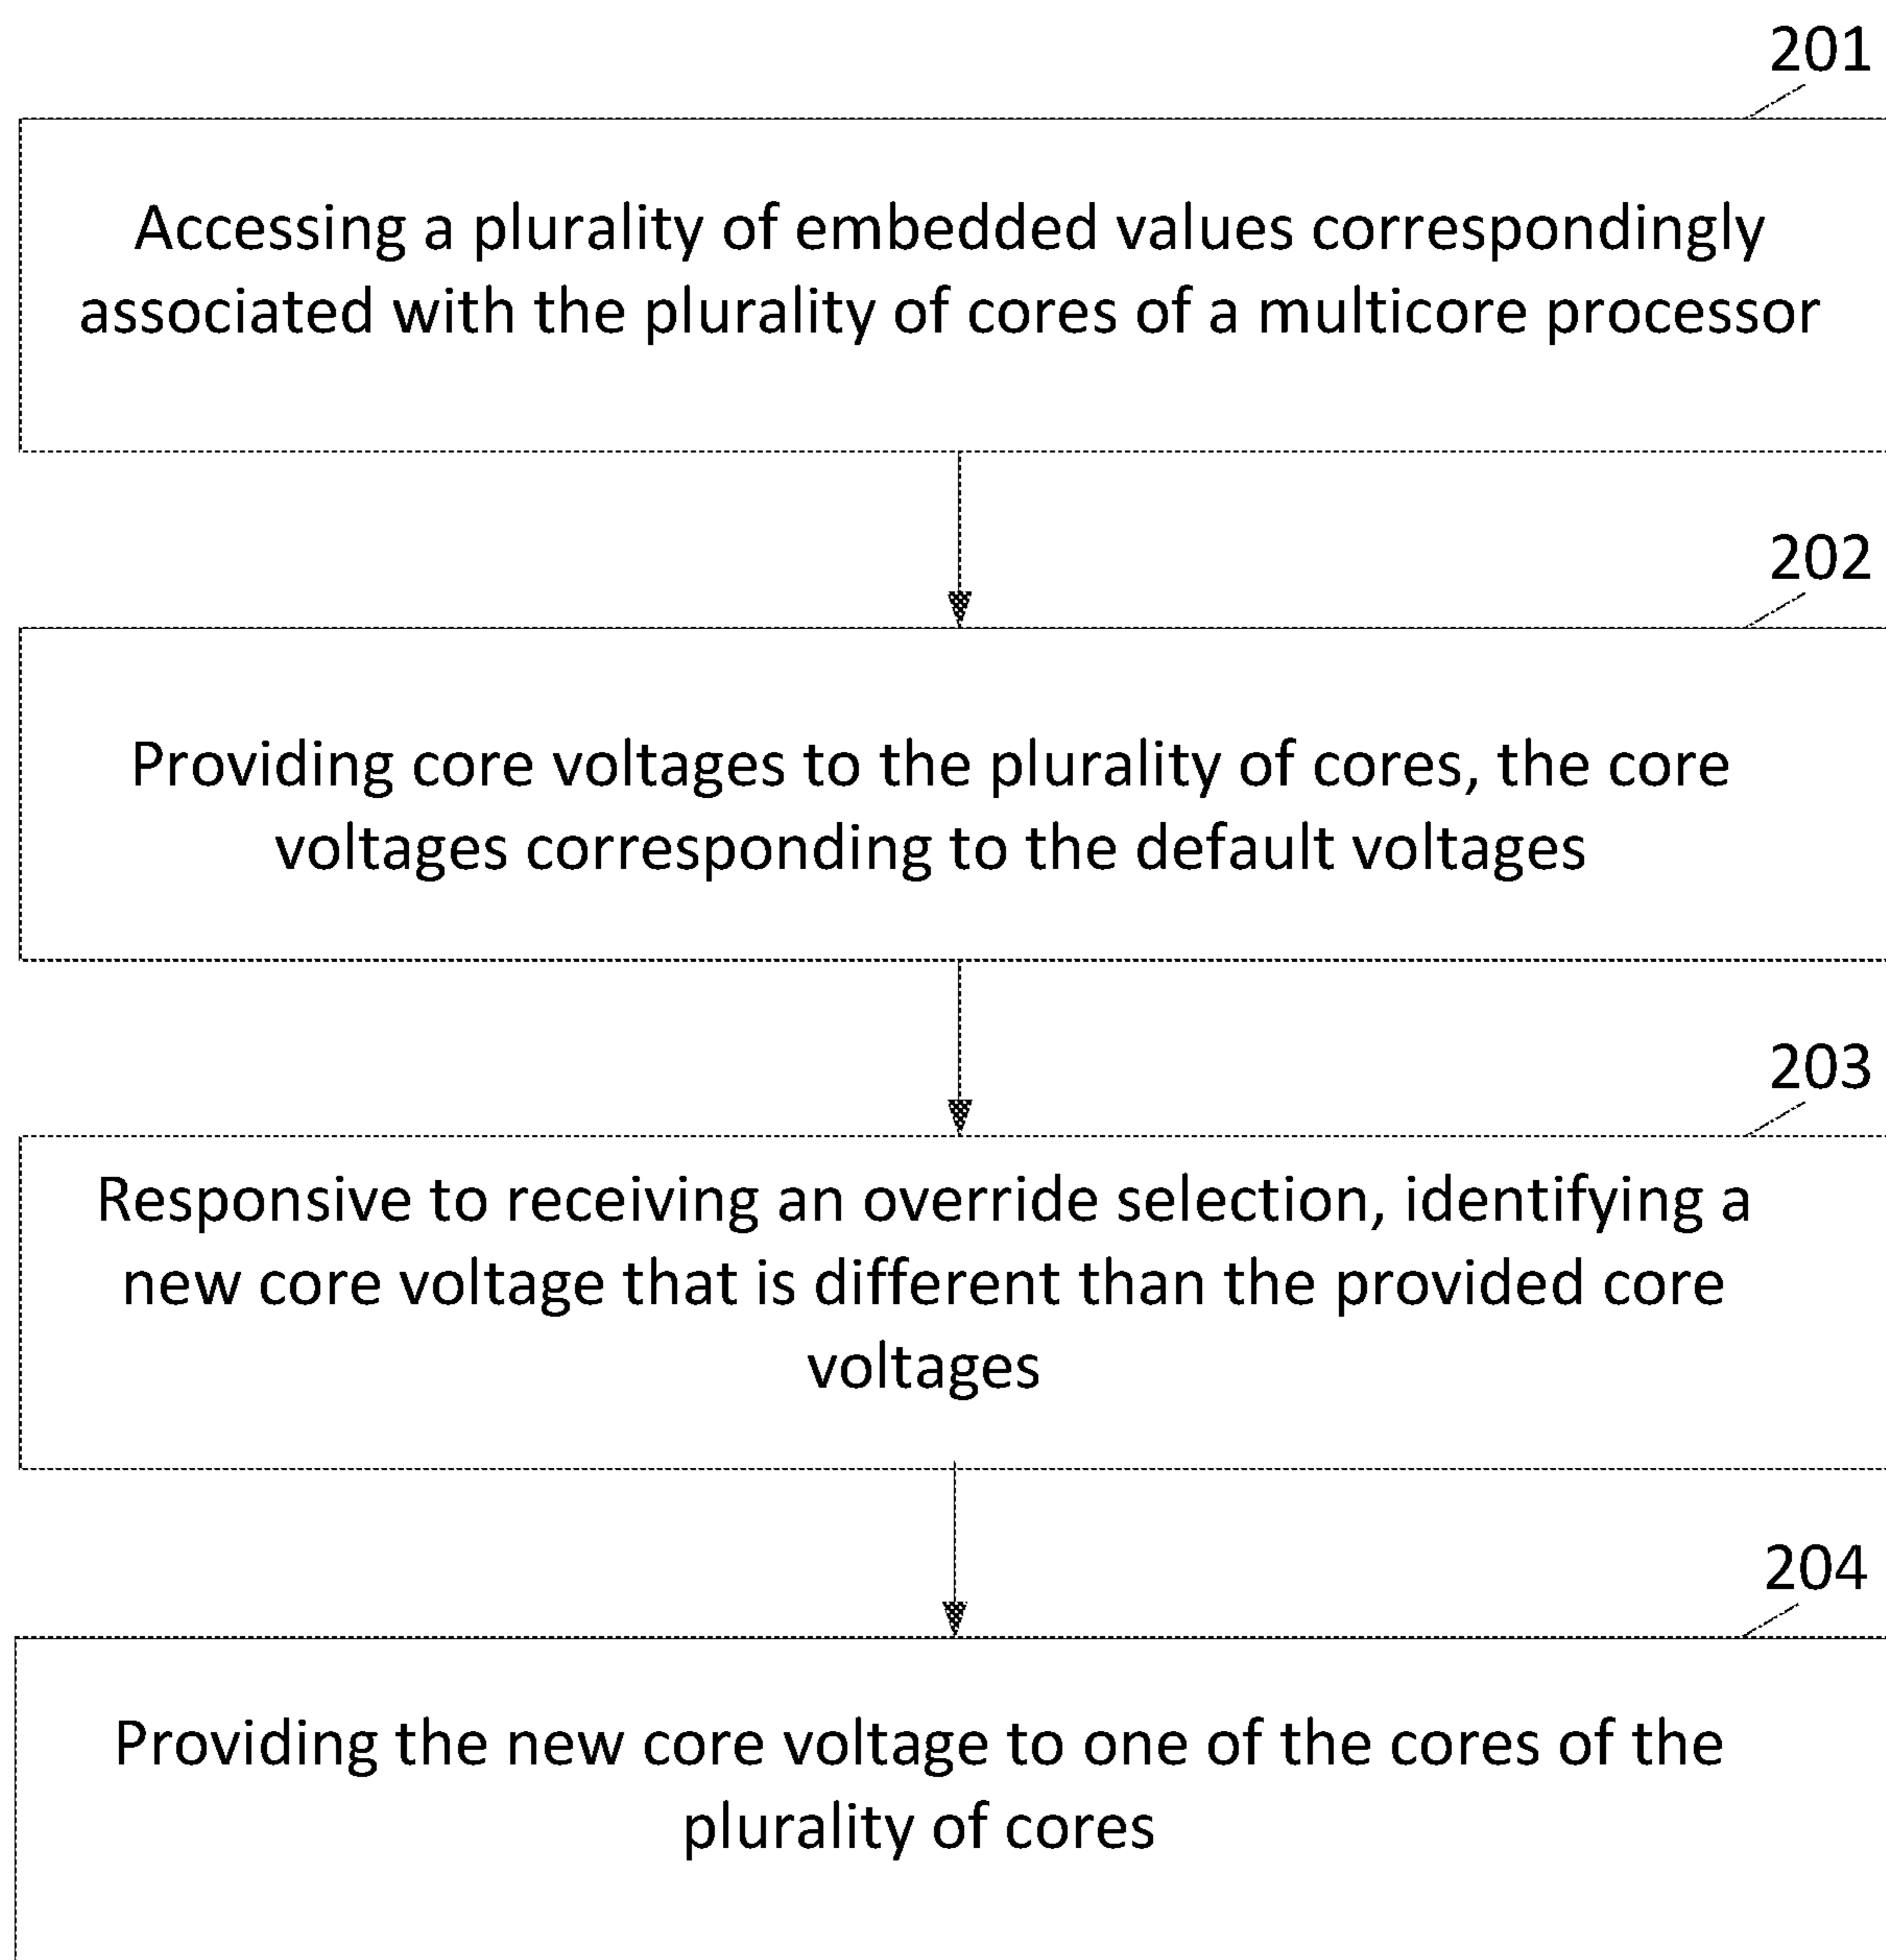 201
Accessing a plurality of embedded values correspondingly
associated with the plurality of cores of a multicore processor
202
Providing core voltages to the plurality of cores, the core
voltages corresponding to the default voltages
203
Responsive to receiving an override selection, identifying a
new core voltage that is different than the provided core
voltages
204
Providing the new core voltage to one of the cores of the
plurality of cores